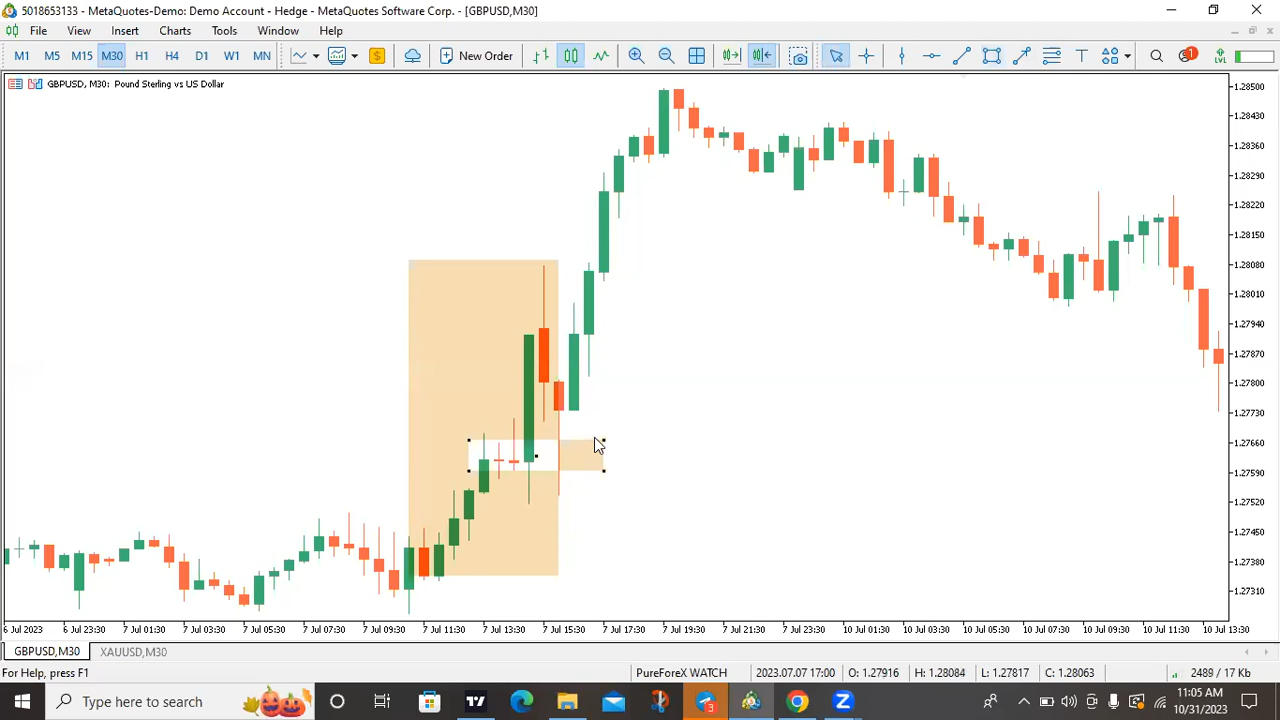 5018653133 - MetaQuotes-Demo: Demo Account - Hedge - MetaQuotes Software Corp. - [GBPUSD,M30]
File View Insert Charts Tools Window Help
M1 M5 M15 M30 H1 H4 D1 W1 MN $ New Order T 1 LVL
GBPUSD, M30: Pound Sterling vs US Dollar
1.28500
1.28430
1.28360
1.28290
1.28220
1.28150
1.28080
1.28010
1.27940
1.27870
1.27800
1.27730
1.27660
1.27590
1.27520
1.27450
1.27380
1.27310
6 Jul 2023 6 Jul 23:30 7 Jul 01:30 7 Jul 03:30 7 Jul 05:30 7 Jul 07:30 7 Jul 09:30 7 Jul 11:30 7 Jul 13:30 7 Jul 15:30 7 Jul 17:30 7 Jul 19:30 7 Jul 21:30 7 Jul 23:30 10 Jul 01:30 10 Jul 03:30 10 Jul 05:30 10 Jul 07:30 10 Jul 09:30 10 Jul 11:30 10 Jul 13:30
GBPUSD,M30 XAUUSD,M30
For Help, press F1 PureForeX WATCH 2023.07.07 17:00 O: 1.27916 H: 1.28084 L: 1.27817 C: 1.28063 2489 / 17 Kb
Type here to search 3 11:05 AM
10/31/2023